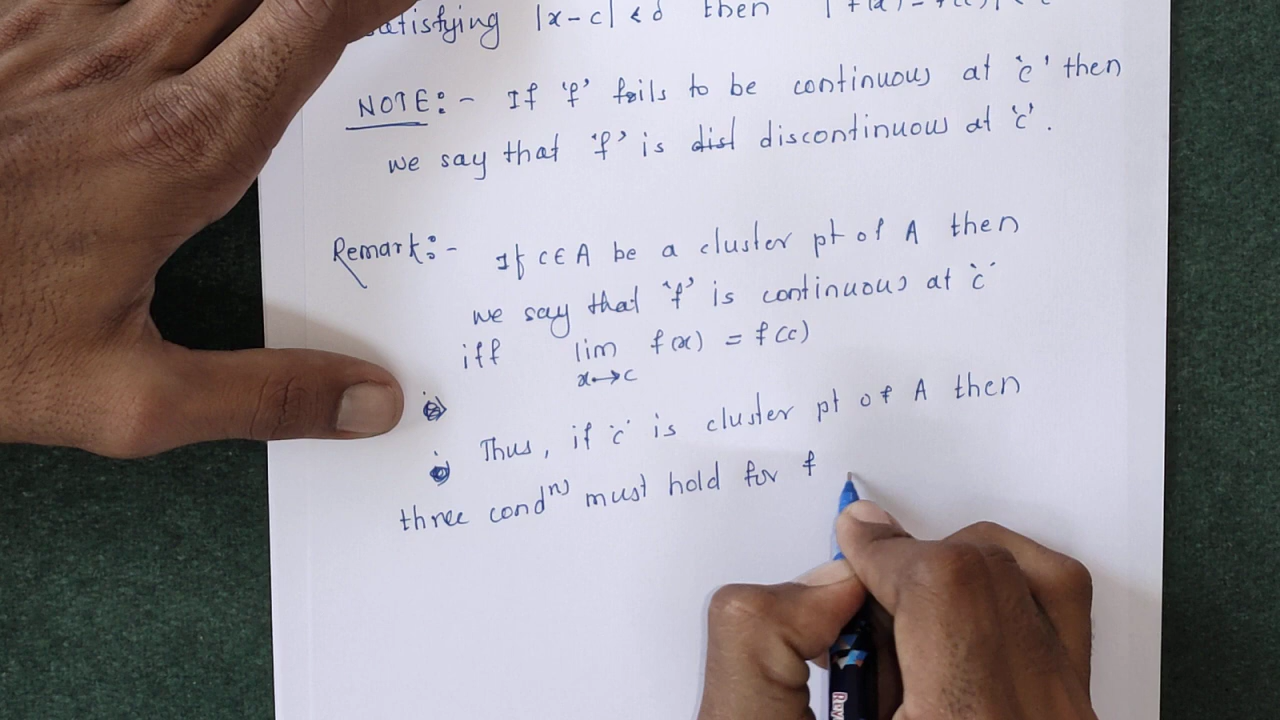 satisfying |x-c| < δ then
NOTE:- If 'f' fails to be continuous at 'c' then
we say that 'f' is discontinuous at 'c'.
Remark:- If c∈A be a cluster pt of A then
we say that 'f' is continuous at 'c'
iff lim f(x) = f(c)
x→c
Thus, if 'c' is cluster pt of A then
three condⁿs must hold for f